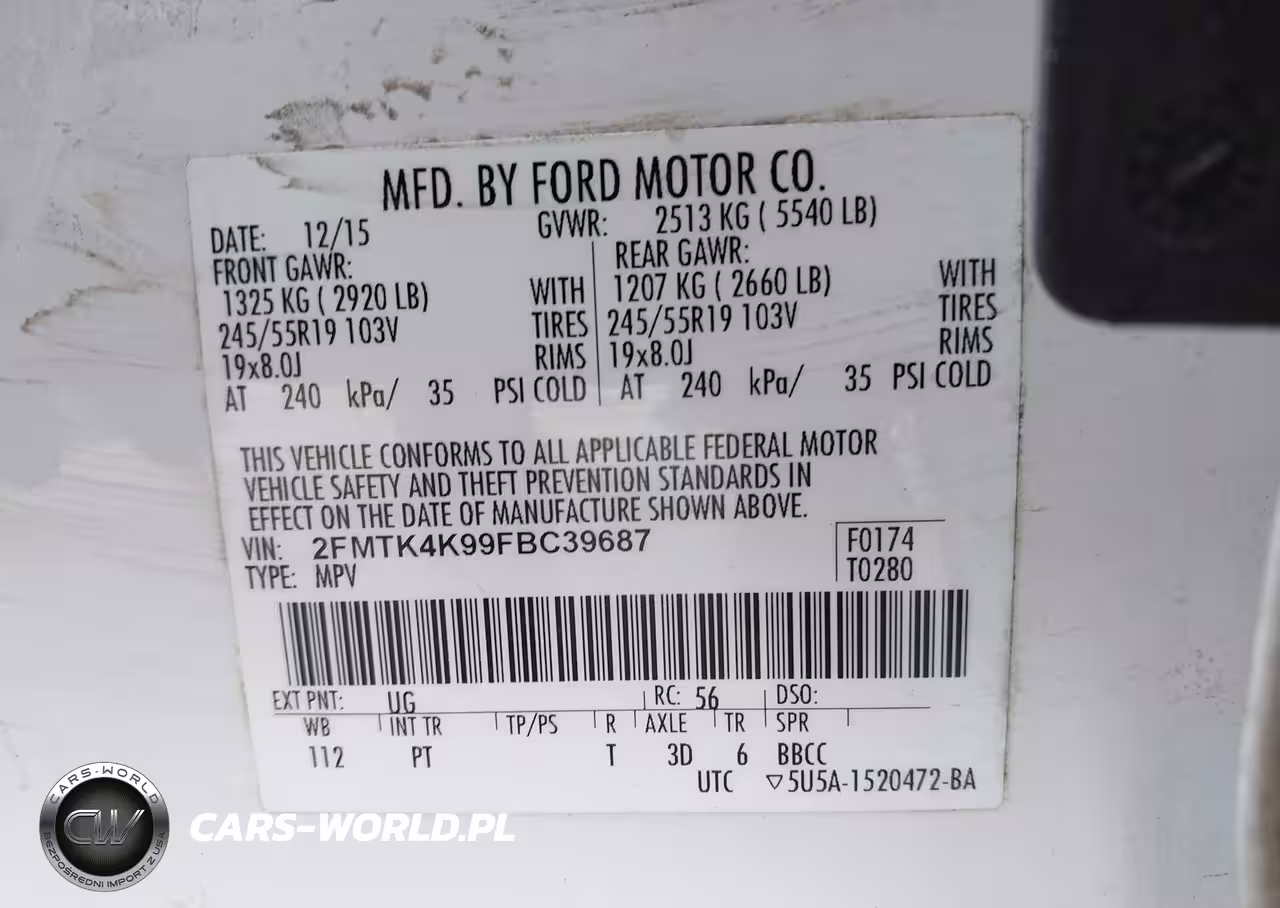 MFD. BY FORD MOTOR CO.
DATE: 12/15 GVWR: 2513 KG ( 5540 LB)
FRONT GAWR: REAR GAWR:
1325 KG ( 2920 LB) WITH 1207 KG ( 2660 LB) WITH
245/55R19 103V TIRES 245/55R19 103V TIRES
19x8.0J RIMS 19x8.0J RIMS
AT 240 kPa/ 35 PSI COLD AT 240 kPa/ 35 PSI COLD
THIS VEHICLE CONFORMS TO ALL APPLICABLE FEDERAL MOTOR
VEHICLE SAFETY AND THEFT PREVENTION STANDARDS IN
EFFECT ON THE DATE OF MANUFACTURE SHOWN ABOVE.
VIN: 2FMTK4K99FBC39687 F0174
TYPE: MPV T0280
EXT PNT: UG RC: 56 DSO:
WB INT TR TP/PS R AXLE TR SPR
112 PT T 3D 6 BBCC
UTC ▽5U5A-1520472-BA
CARS-WORLD
CW
BEZPOŚREDNI IMPORT Z USA
CARS-WORLD.PL